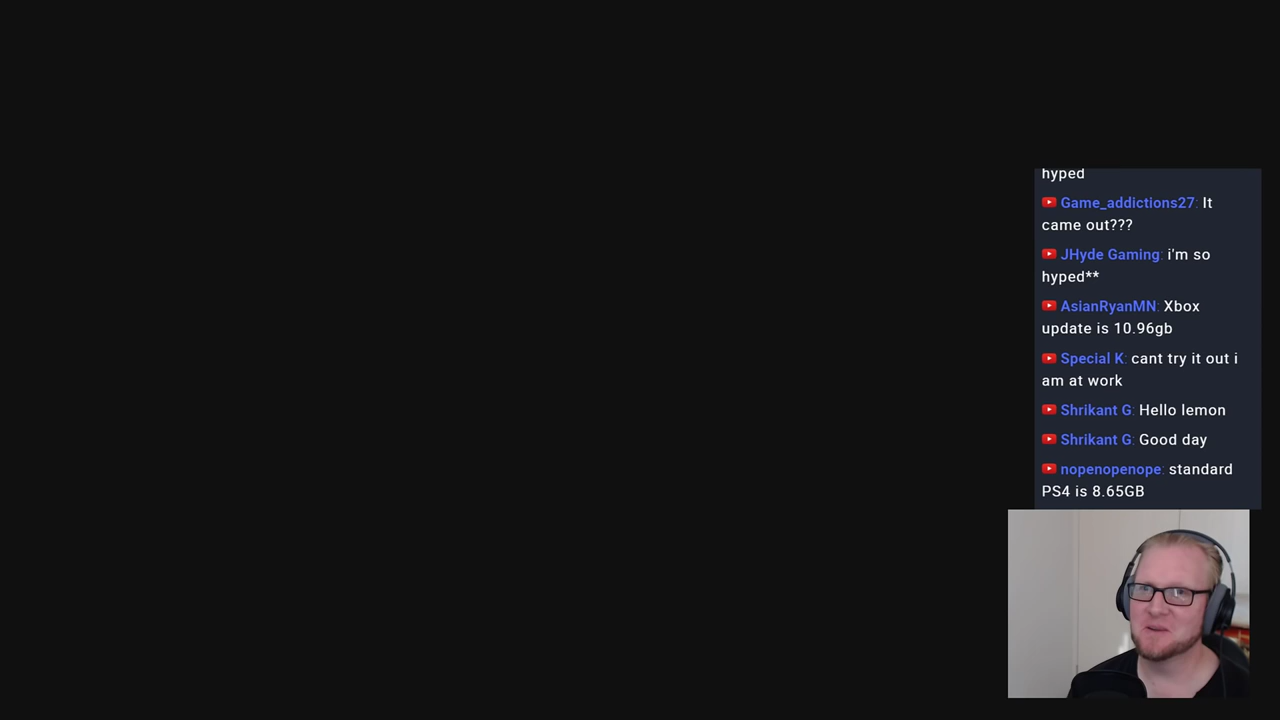 hyped
Game_addictions27: It
came out???
JHyde Gaming: i'm so
hyped**
AsianRyanMN: Xbox
update is 10.96gb
Special K: cant try it out i
am at work
Shrikant G: Hello lemon
Shrikant G: Good day
nopenopenope: standard
PS4 is 8.65GB